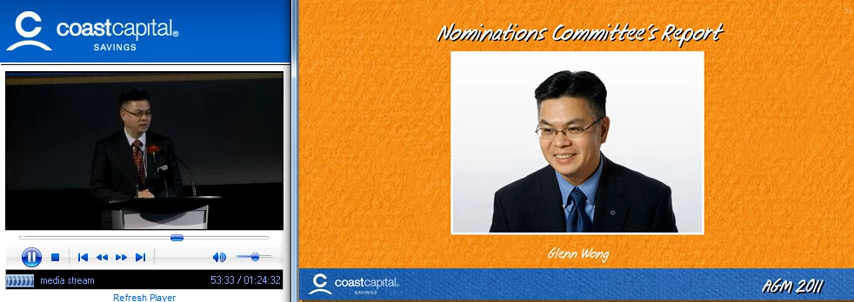 coastcapital®
SAVINGS
media stream 53:33 / 01:24:32
Refresh Player
Nominations Committee's Report
Glenn Wong
coastcapital®
SAVINGS
AGM 2011